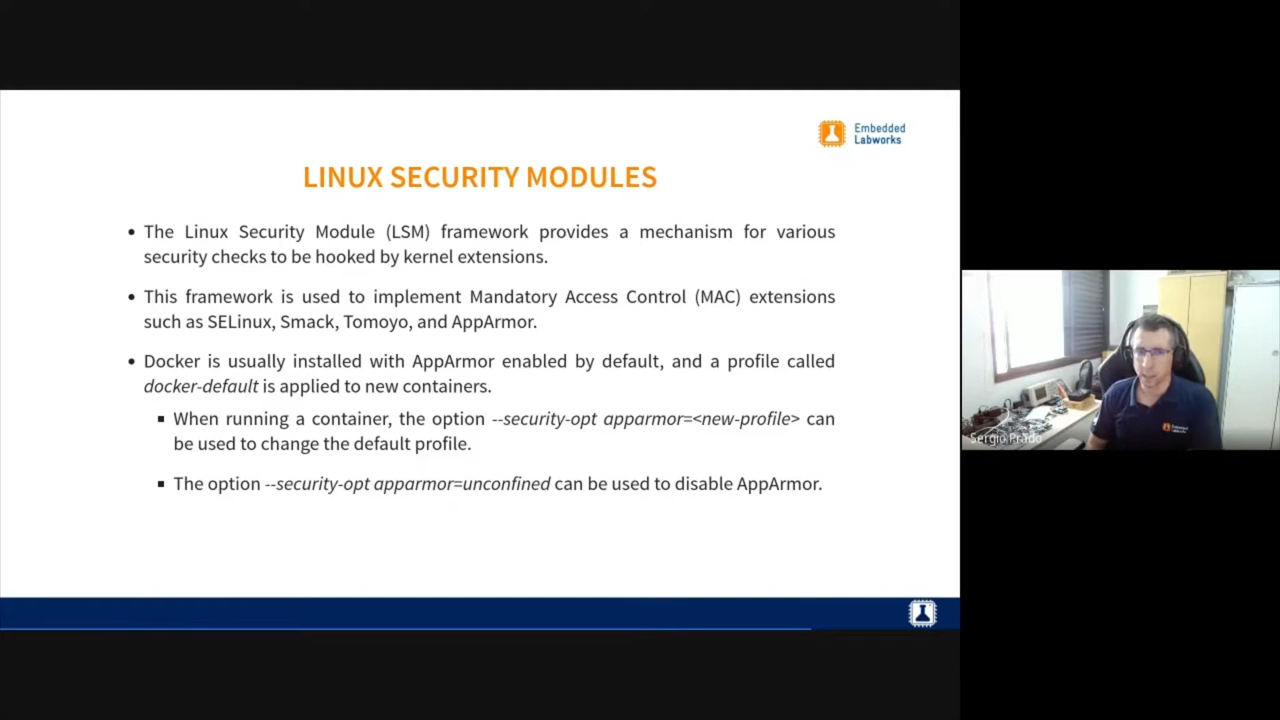 Embedded
Labworks
LINUX SECURITY MODULES
• The Linux Security Module (LSM) framework provides a mechanism for various
security checks to be hooked by kernel extensions.
• This framework is used to implement Mandatory Access Control (MAC) extensions
such as SELinux, Smack, Tomoyo, and AppArmor.
• Docker is usually installed with AppArmor enabled by default, and a profile called
docker-default is applied to new containers.
▪ When running a container, the option --security-opt apparmor=<new-profile> can
be used to change the default profile.
▪ The option --security-opt apparmor=unconfined can be used to disable AppArmor.
Sergio Prado